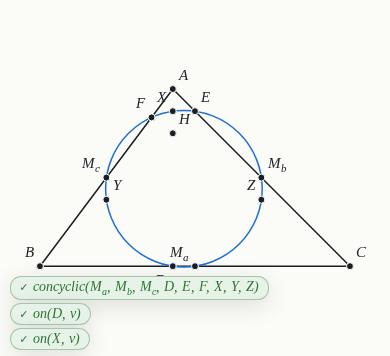 A
F X E
H
M_c M_b
Y Z
B M_a C
✓ concyclic(M_a, M_b, M_c, D, E, F, X, Y, Z)
✓ on(D, v)
✓ on(X, v)